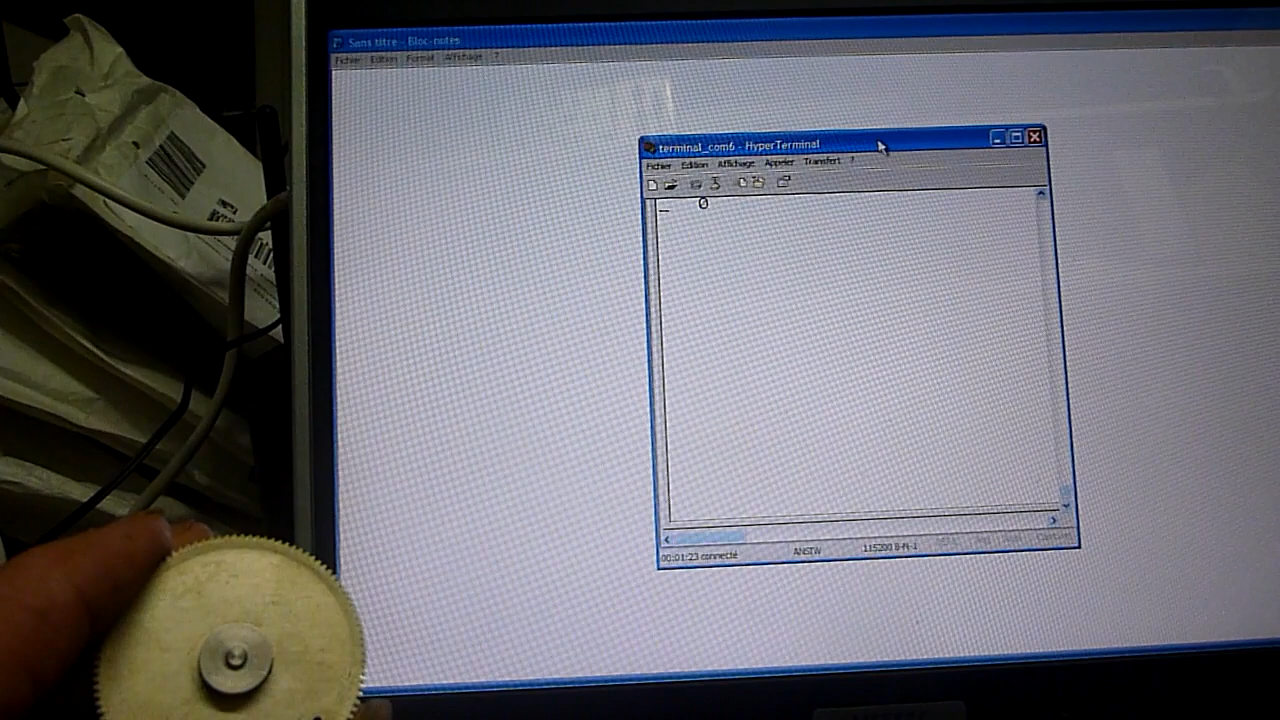 Sans titre - Bloc-notes
Fichier Edition Format Affichage ?
terminal_com6 - HyperTerminal
Fichier Edition Affichage Appeler Transfert ?
_ 0
00:01:23 connecté ANSIW 115200 8-N-1